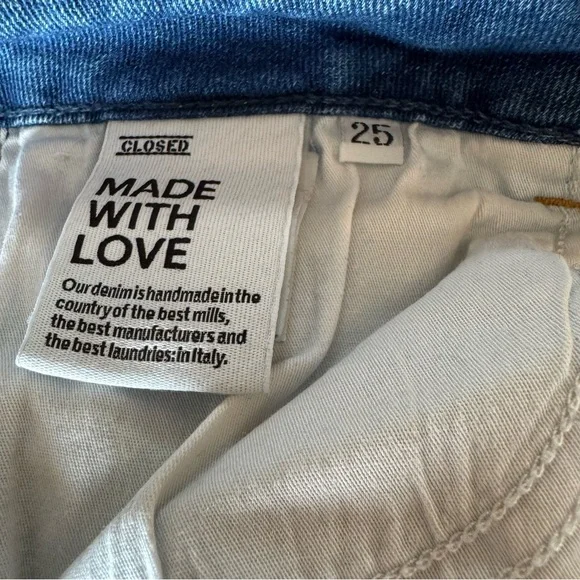 CLOSED
25
MADE
WITH
LOVE
Our denim is handmade in the
country of the best mills,
the best manufacturers and
the best laundries: in Italy.